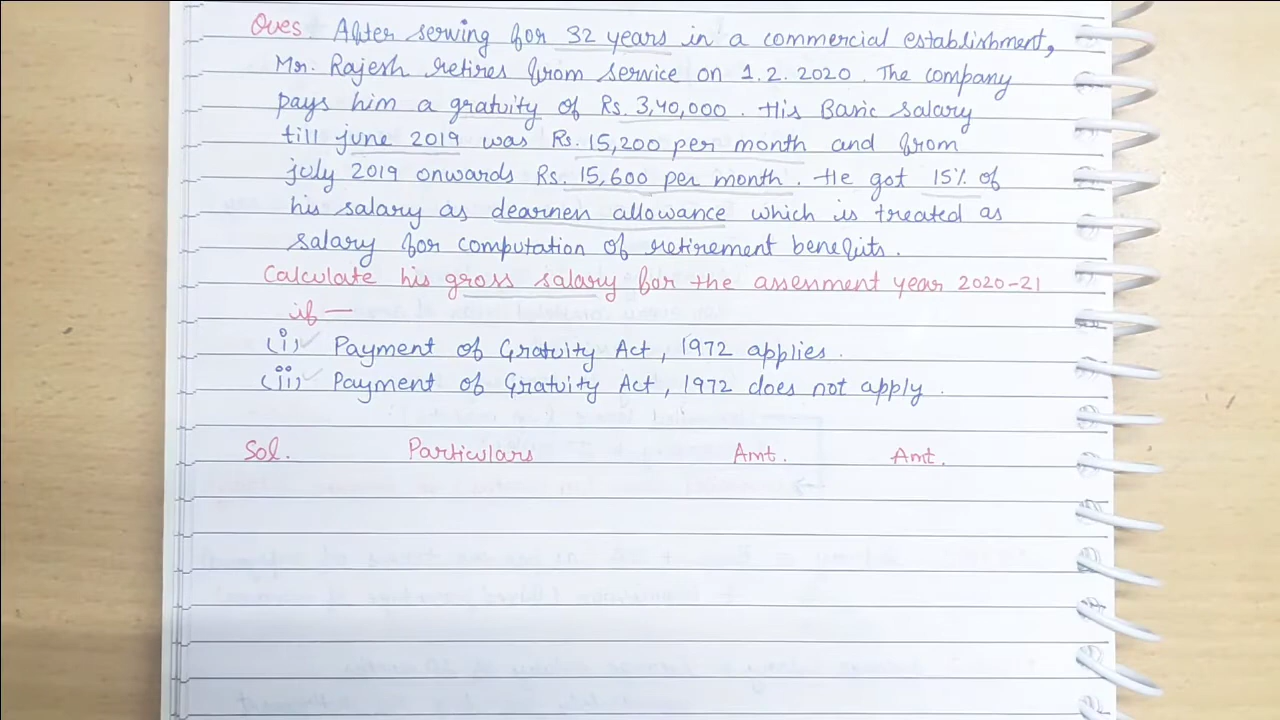 Ques. After serving for 32 years in a commercial establishment,
Mr. Rajesh retires from service on 1.2.2020. The company
pays him a gratuity of Rs. 3,40,000. His Basic salary
till june 2019 was Rs. 15,200 per month and from
july 2019 onwards Rs. 15,600 per month. He got 15% of
his salary as dearness allowance which is treated as
salary for computation of retirement benefits.
Calculate his gross salary for the assessment year 2020-21
if —
(i) Payment of Gratuity Act, 1972 applies.
(ii) Payment of Gratuity Act, 1972 does not apply.
Sol. Particulars Amt. Amt.